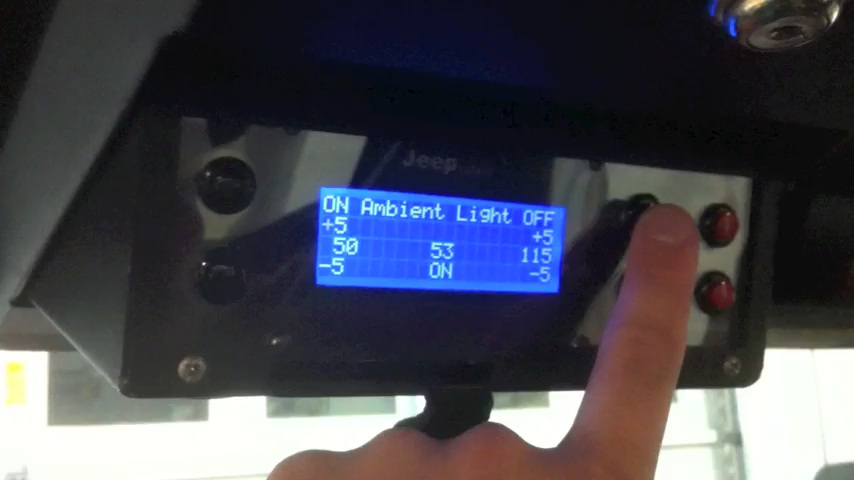 Jeep
ON Ambient Light OFF
+5 +5
50 53 115
-5 ON -5